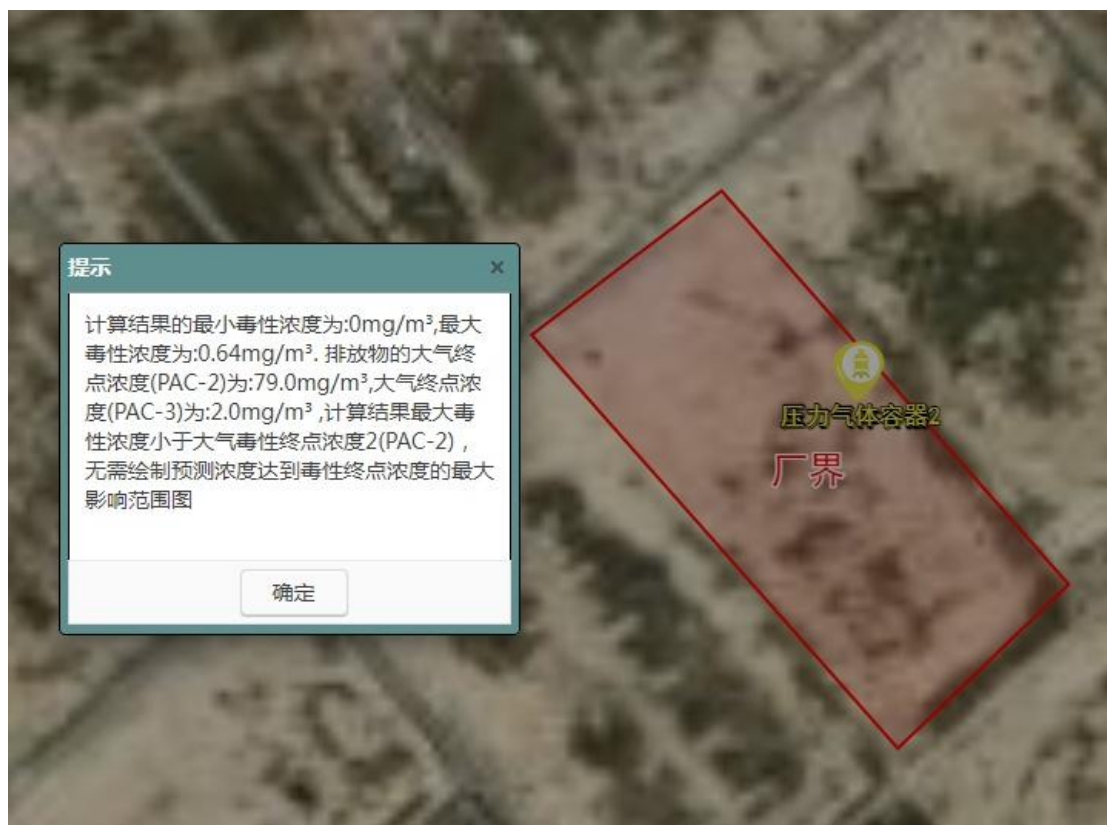 提示
×
计算结果的最小毒性浓度为:0mg/m³,最大
毒性浓度为:0.64mg/m³. 排放物的大气终
点浓度(PAC-2)为:79.0mg/m³,大气终点浓
度(PAC-3)为:2.0mg/m³ ,计算结果最大毒
性浓度小于大气毒性终点浓度2(PAC-2) ，
无需绘制预测浓度达到毒性终点浓度的最大
影响范围图
确定
压力气体容器2
厂界